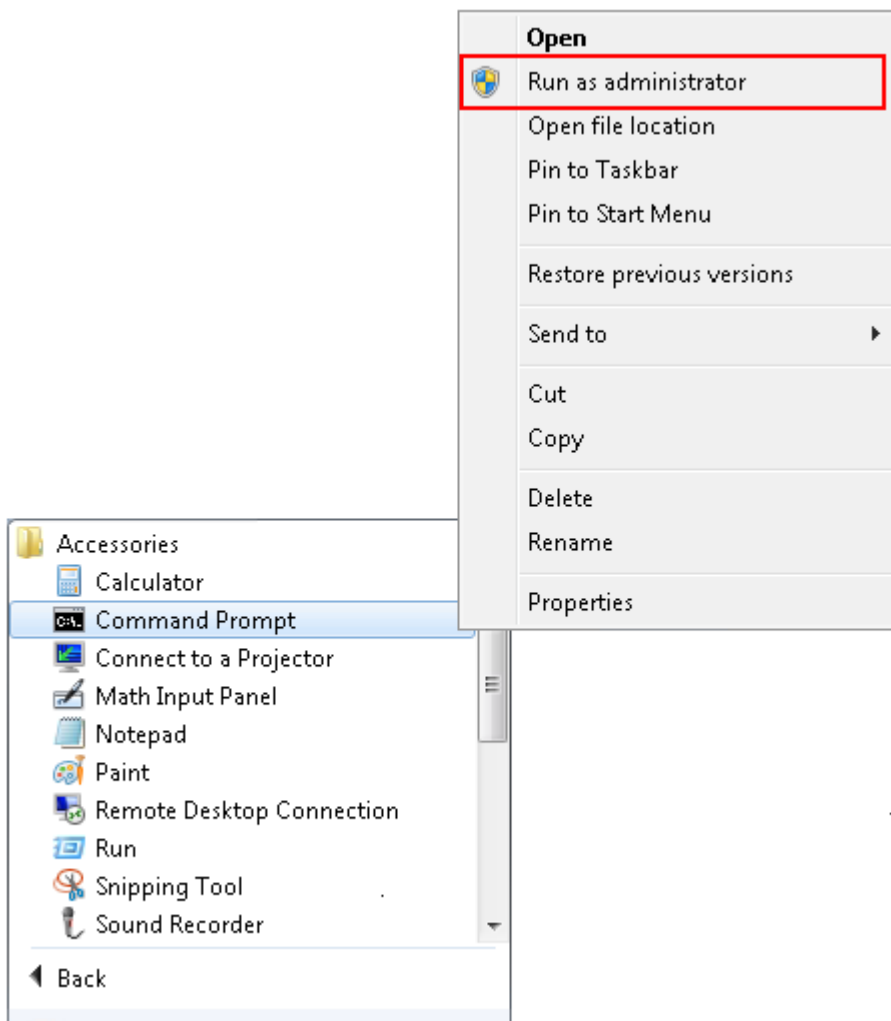 Open
Run as administrator
Open file location
Pin to Taskbar
Pin to Start Menu
Restore previous versions
Send to
Cut
Copy
Delete
Rename
Properties
Accessories
Calculator
Command Prompt
Connect to a Projector
Math Input Panel
Notepad
Paint
Remote Desktop Connection
Run
Snipping Tool
Sound Recorder
Back